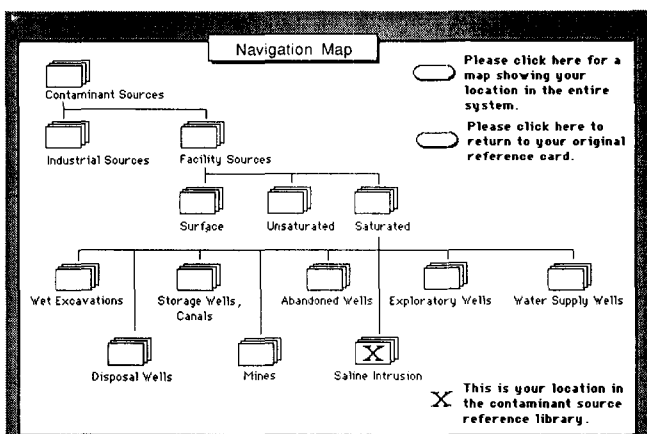 Navigation Map
Contaminant Sources
Please click here for a
map showing your
location in the entire
system.
Please click here to
return to your original
reference card.
Industrial Sources
Facility Sources
Surface
Unsaturated
Saturated
Wet Excavations
Storage Wells,
Canals
Abandoned Wells
Exploratory Wells
Water Supply Wells
Disposal Wells
Mines
X
Saline Intrusion
X This is your location in
the contaminant source
reference library.